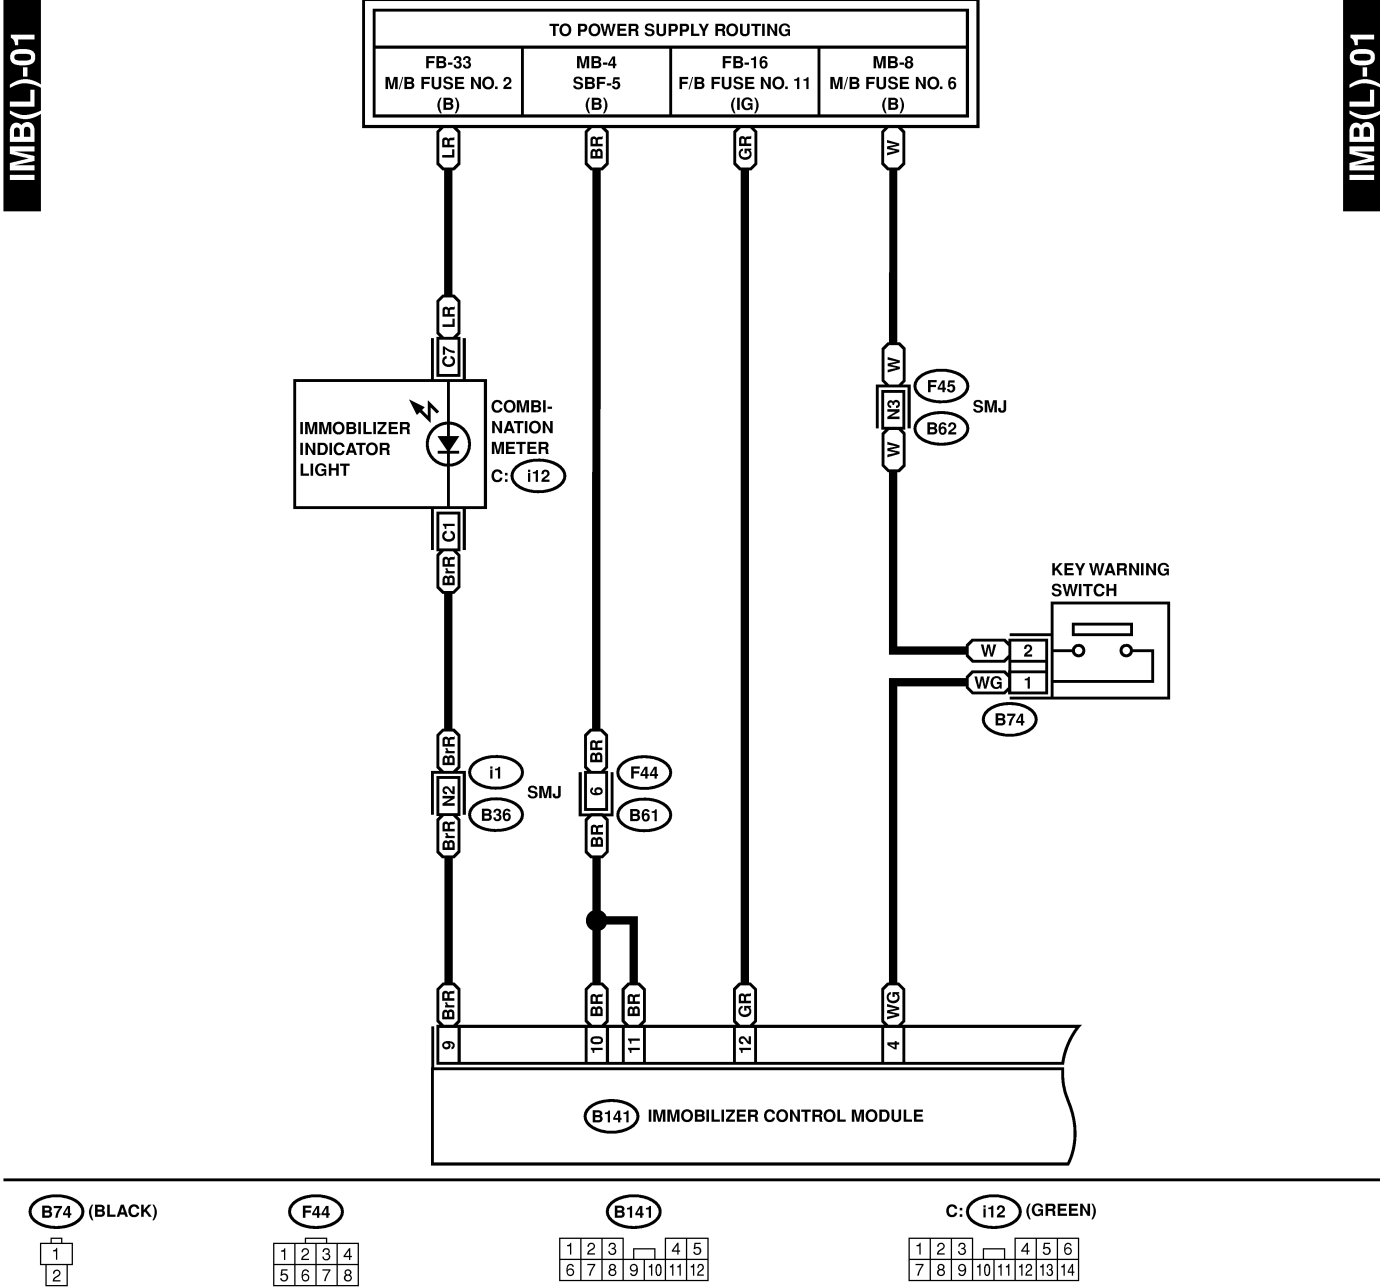 IMB(L)-01
IMB(L)-01
TO POWER SUPPLY ROUTING
FB-33
M/B FUSE NO. 2
(B)
MB-4
SBF-5
(B)
FB-16
F/B FUSE NO. 11
(IG)
MB-8
M/B FUSE NO. 6
(B)
LR
BR
GR
W
LR
C7
IMMOBILIZER
INDICATOR
LIGHT
COMBI-
NATION
METER
C: i12
C1
BrR
W
N3
W
F45
B62
SMJ
KEY WARNING
SWITCH
W 2
WG 1
B74
BrR
N2
BrR
i1
B36
SMJ
BR
6
BR
F44
B61
BrR
BR
BR
GR
WG
9
10
11
12
4
B141 IMMOBILIZER CONTROL MODULE
B74 (BLACK)
1
2
F44
1 2 3 4
5 6 7 8
B141
1 2 3 4 5
6 7 8 9 10 11 12
C: i12 (GREEN)
1 2 3 4 5 6
7 8 9 10 11 12 13 14